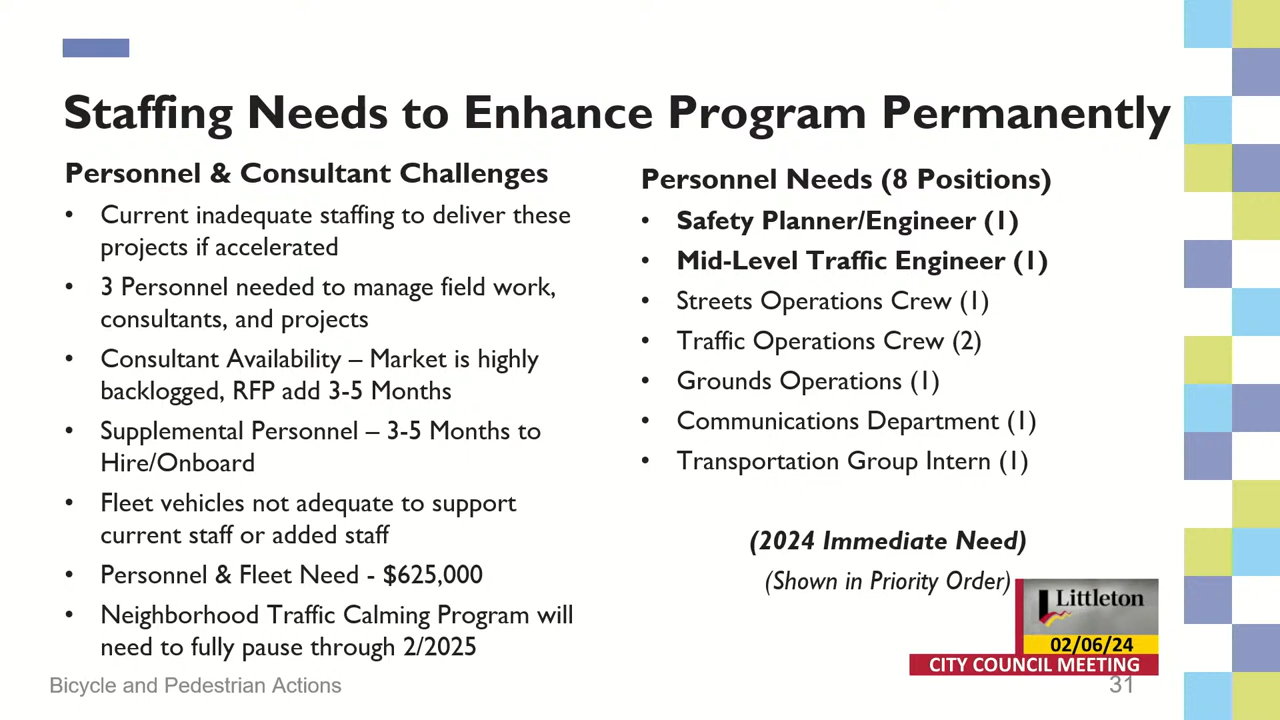 Staffing Needs to Enhance Program Permanently
Personnel & Consultant Challenges
• Current inadequate staffing to deliver these
projects if accelerated
• 3 Personnel needed to manage field work,
consultants, and projects
• Consultant Availability – Market is highly
backlogged, RFP add 3-5 Months
• Supplemental Personnel – 3-5 Months to
Hire/Onboard
• Fleet vehicles not adequate to support
current staff or added staff
• Personnel & Fleet Need - $625,000
• Neighborhood Traffic Calming Program will
need to fully pause through 2/2025
Personnel Needs (8 Positions)
• Safety Planner/Engineer (1)
• Mid-Level Traffic Engineer (1)
• Streets Operations Crew (1)
• Traffic Operations Crew (2)
• Grounds Operations (1)
• Communications Department (1)
• Transportation Group Intern (1)
(2024 Immediate Need)
(Shown in Priority Order)
Littleton
02/06/24
CITY COUNCIL MEETING
Bicycle and Pedestrian Actions
31